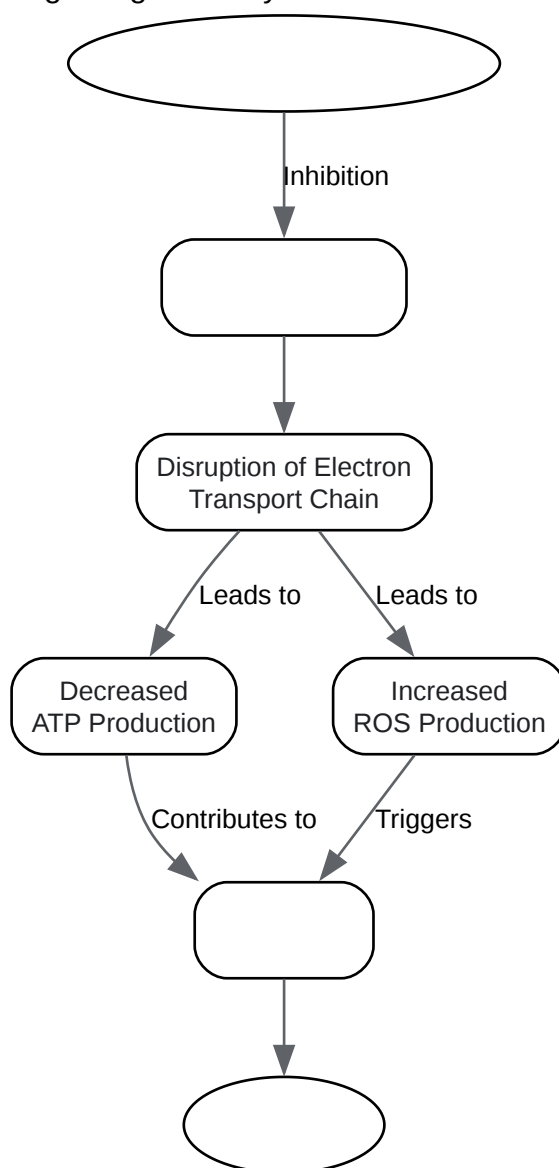 Inhibition
Disruption of Electron
Transport Chain
Leads to
Leads to
Decreased
ATP Production
Increased
ROS Production
Contributes to
Triggers